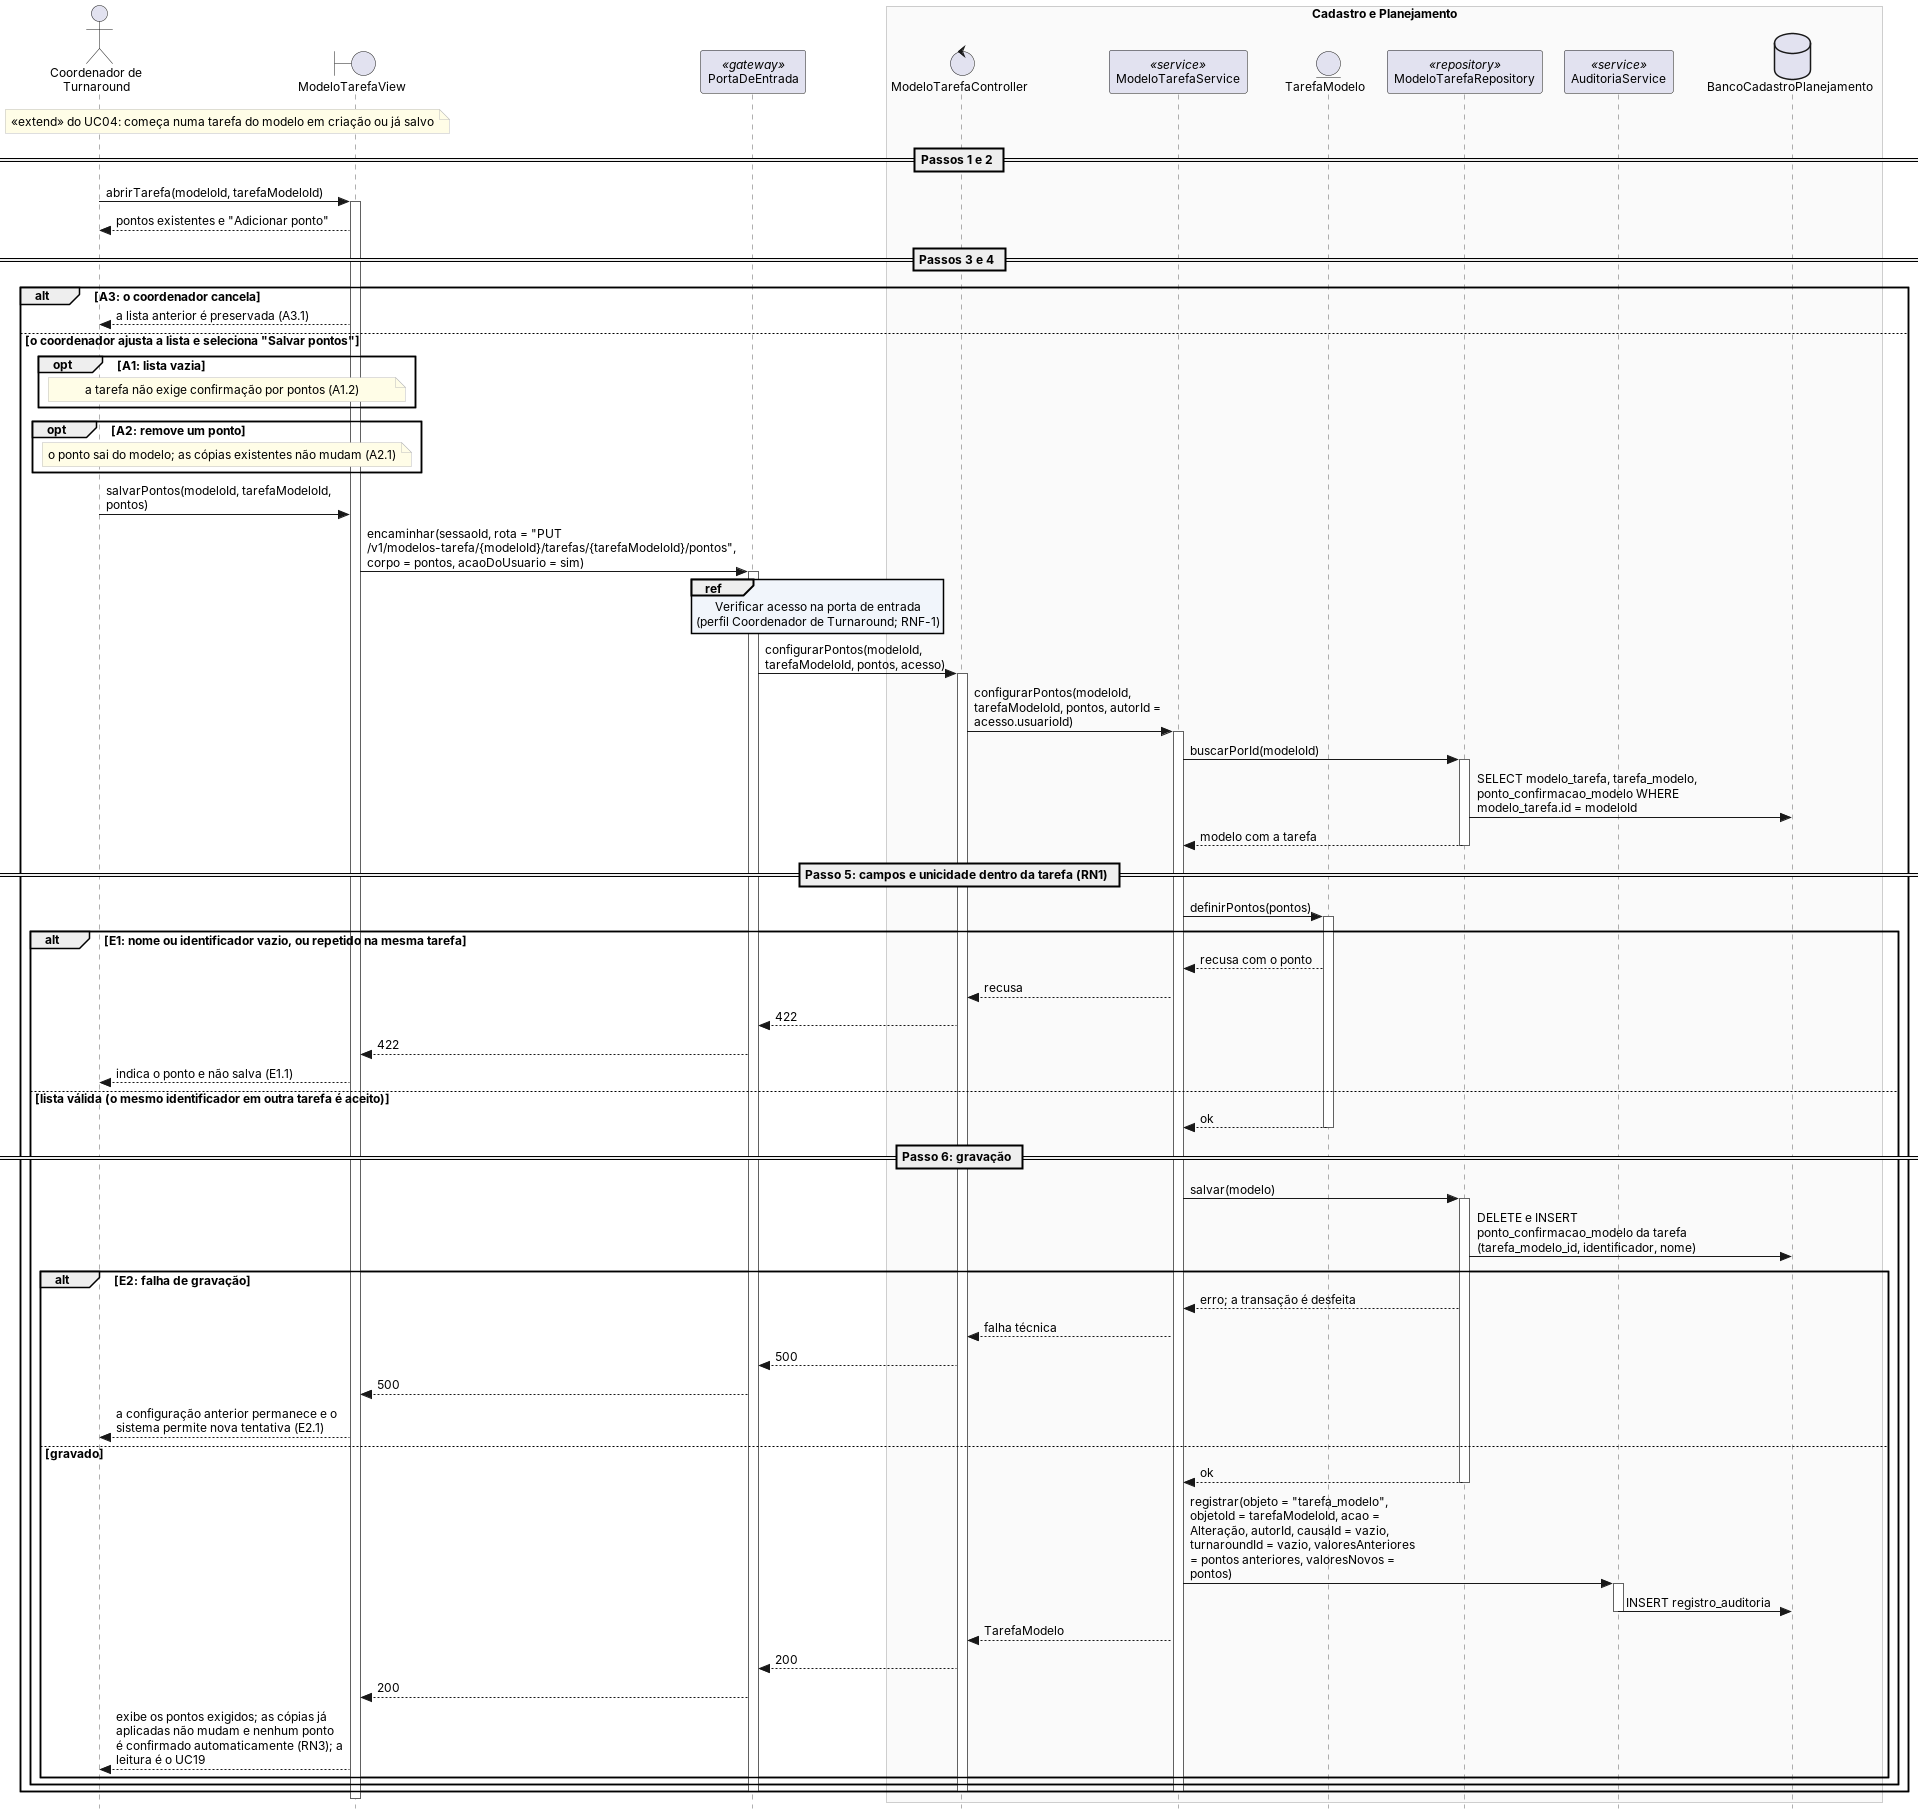 Cadastro e Planejamento
Coordenador de
Turnaround
ModeloTarefaView
«gateway»
PortaDeEntrada
ModeloTarefaController
«service»
ModeloTarefaService
TarefaModelo
«repository»
ModeloTarefaRepository
«service»
AuditoriaService
BancoCadastroPlanejamento
«extend» do UC04: começa numa tarefa do modelo em criação ou já salvo
Passos 1 e 2
abrirTarefa(modeloId, tarefaModeloId)
pontos existentes e "Adicionar ponto"
Passos 3 e 4
alt
[A3: o coordenador cancela]
a lista anterior é preservada (A3.1)
[o coordenador ajusta a lista e seleciona "Salvar pontos"]
opt
[A1: lista vazia]
a tarefa não exige confirmação por pontos (A1.2)
opt
[A2: remove um ponto]
o ponto sai do modelo; as cópias existentes não mudam (A2.1)
salvarPontos(modeloId, tarefaModeloId,
pontos)
encaminhar(sessaoId, rota = "PUT
/v1/modelos-tarefa/{modeloId}/tarefas/{tarefaModeloId}/pontos",
corpo = pontos, acaoDoUsuario = sim)
ref
Verificar acesso na porta de entrada
(perfil Coordenador de Turnaround; RNF-1)
configurarPontos(modeloId,
tarefaModeloId, pontos, acesso)
configurarPontos(modeloId,
tarefaModeloId, pontos, autorId =
acesso.usuarioId)
buscarPorId(modeloId)
SELECT modelo_tarefa, tarefa_modelo,
ponto_confirmacao_modelo WHERE
modelo_tarefa.id = modeloId
modelo com a tarefa
Passo 5: campos e unicidade dentro da tarefa (RN1)
definirPontos(pontos)
alt
[E1: nome ou identificador vazio, ou repetido na mesma tarefa]
recusa com o ponto
recusa
422
422
indica o ponto e não salva (E1.1)
[lista válida (o mesmo identificador em outra tarefa é aceito)]
ok
Passo 6: gravação
salvar(modelo)
DELETE e INSERT
ponto_confirmacao_modelo da tarefa
(tarefa_modelo_id, identificador, nome)
alt
[E2: falha de gravação]
erro; a transação é desfeita
falha técnica
500
500
a configuração anterior permanece e o
sistema permite nova tentativa (E2.1)
[gravado]
ok
registrar(objeto = "tarefa_modelo",
objetoId = tarefaModeloId, acao =
Alteração, autorId, causaId = vazio,
turnaroundId = vazio, valoresAnteriores
= pontos anteriores, valoresNovos =
pontos)
INSERT registro_auditoria
TarefaModelo
200
200
exibe os pontos exigidos; as cópias já
aplicadas não mudam e nenhum ponto
é confirmado automaticamente (RN3); a
leitura é o UC19